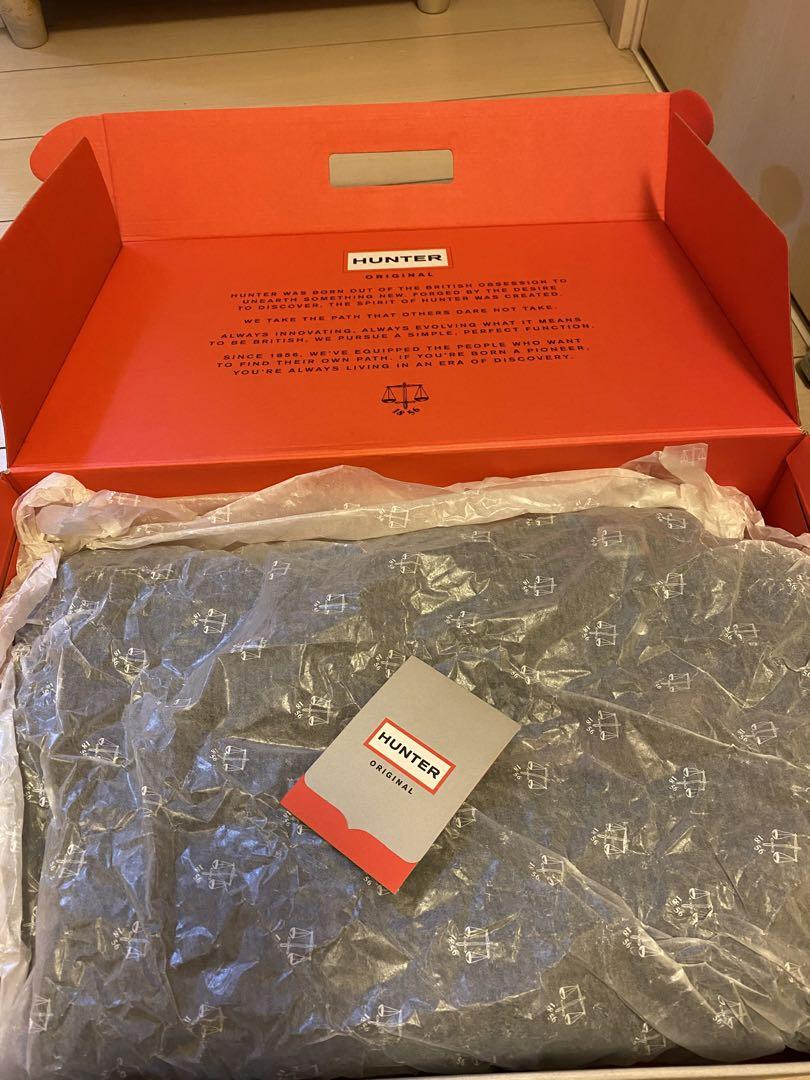 HUNTER
ORIGINAL
HUNTER WAS BORN OUT OF THE BRITISH OBSESSION TO
UNEARTH SOMETHING NEW. FORGED BY THE DESIRE
TO DISCOVER, THE SPIRIT OF HUNTER WAS CREATED.
WE TAKE THE PATH THAT OTHERS DARE NOT TAKE.
ALWAYS INNOVATING, ALWAYS EVOLVING WHAT IT MEANS
TO BE BRITISH, WE PURSUE A SIMPLE, PERFECT FUNCTION.
SINCE 1856, WE'VE EQUIPPED THE PEOPLE WHO WANT
TO FIND THEIR OWN PATH. IF YOU'RE BORN A PIONEER,
YOU'RE ALWAYS LIVING IN AN ERA OF DISCOVERY.
1856
HUNTER
ORIGINAL